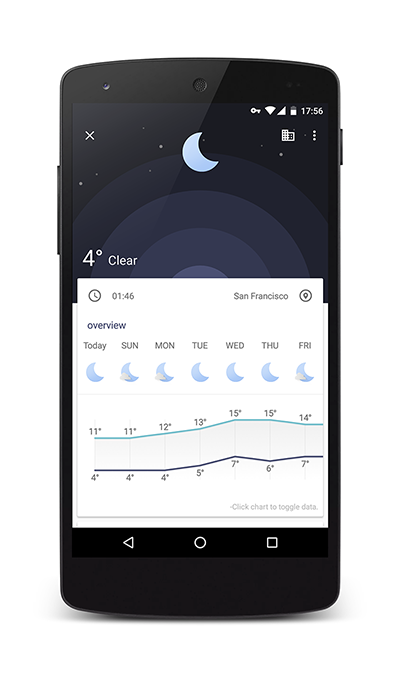 17:56
4° Clear
01:46 San Francisco
overview
Today SUN MON TUE WED THU FRI
11° 11° 12° 13° 15° 15° 14°
4° 4° 4° 5° 7° 6° 7°
-Click chart to toggle data.